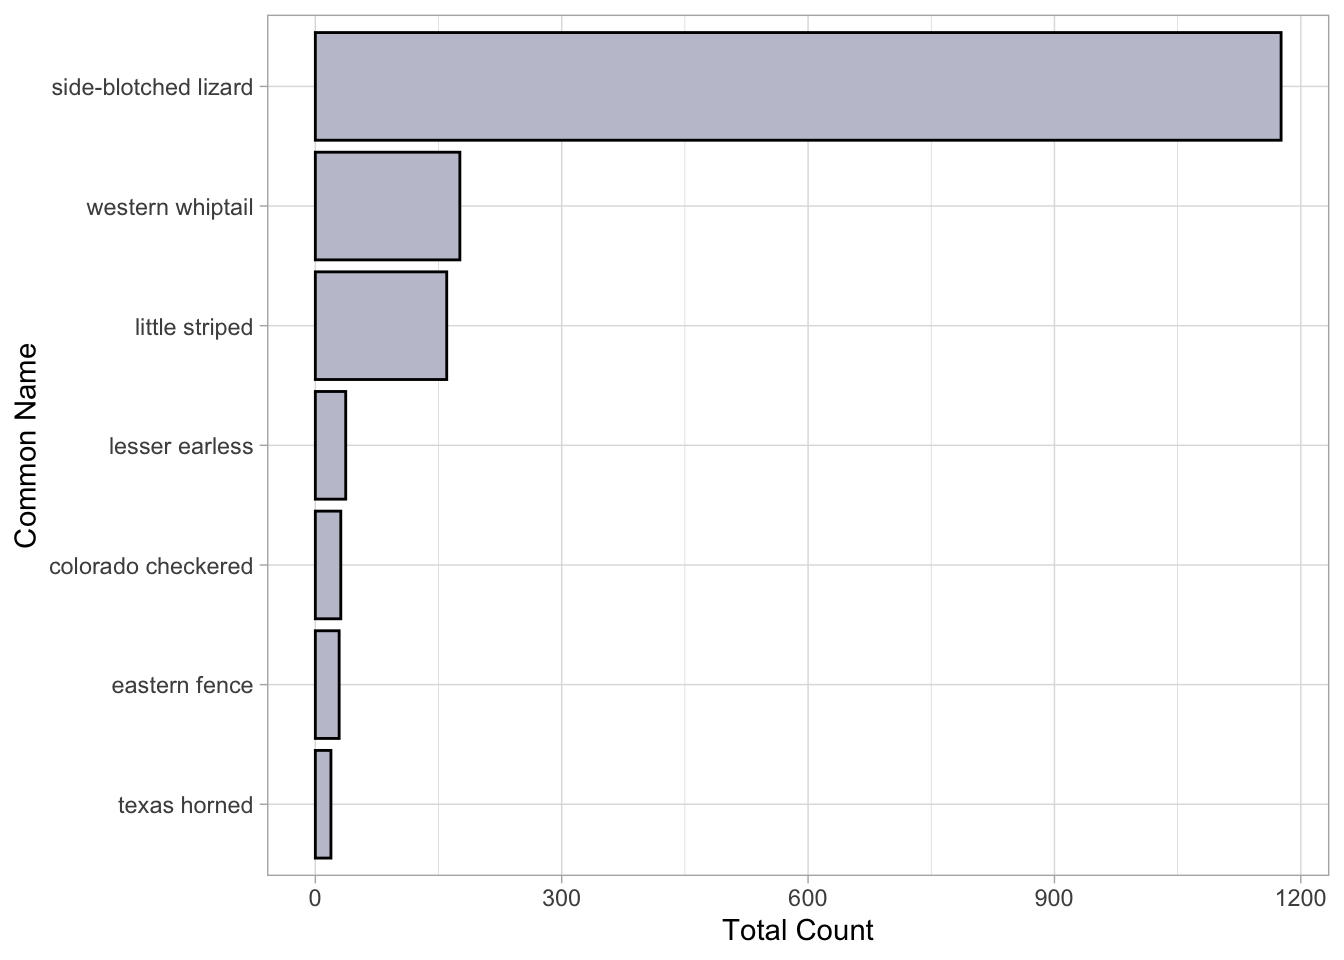 side-blotched lizard
western whiptail
little striped
lesser earless
colorado checkered
eastern fence
texas horned
Common Name
0 300 600 900 1200
Total Count